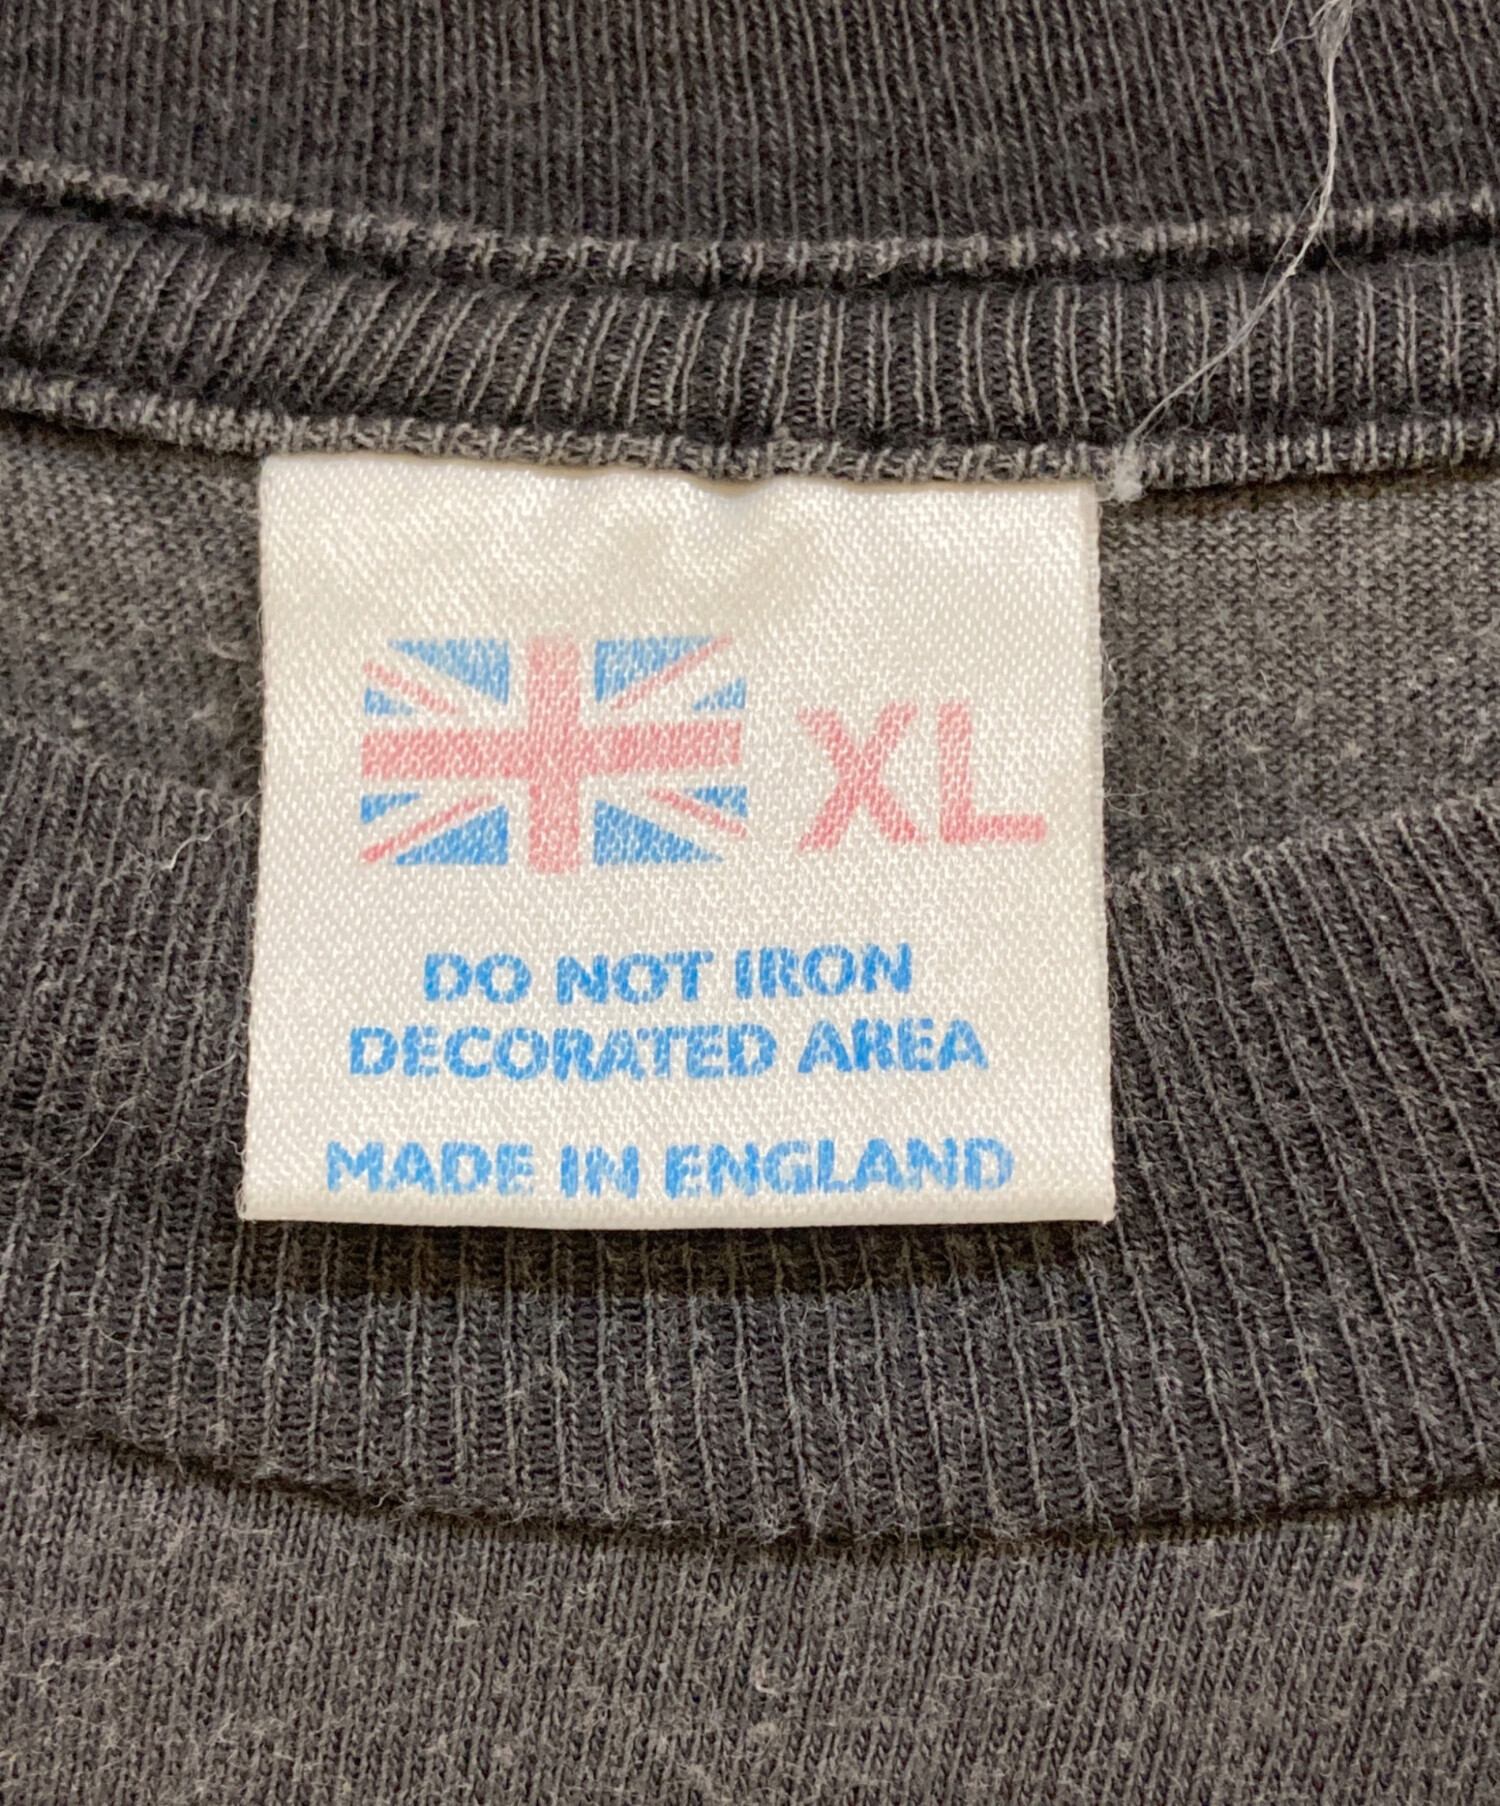 XL
DO NOT IRON
DECORATED AREA
MADE IN ENGLAND